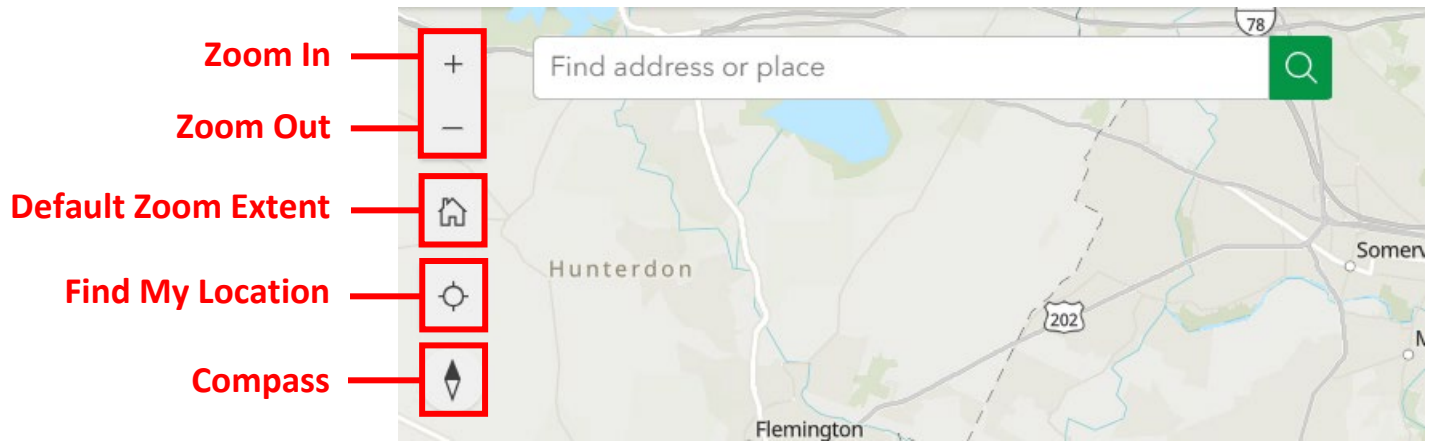 78
Zoom In
+
Find address or place
Zoom Out
−
Default Zoom Extent
Hunterdon
Somerv
Find My Location
202
M
Compass
Flemington